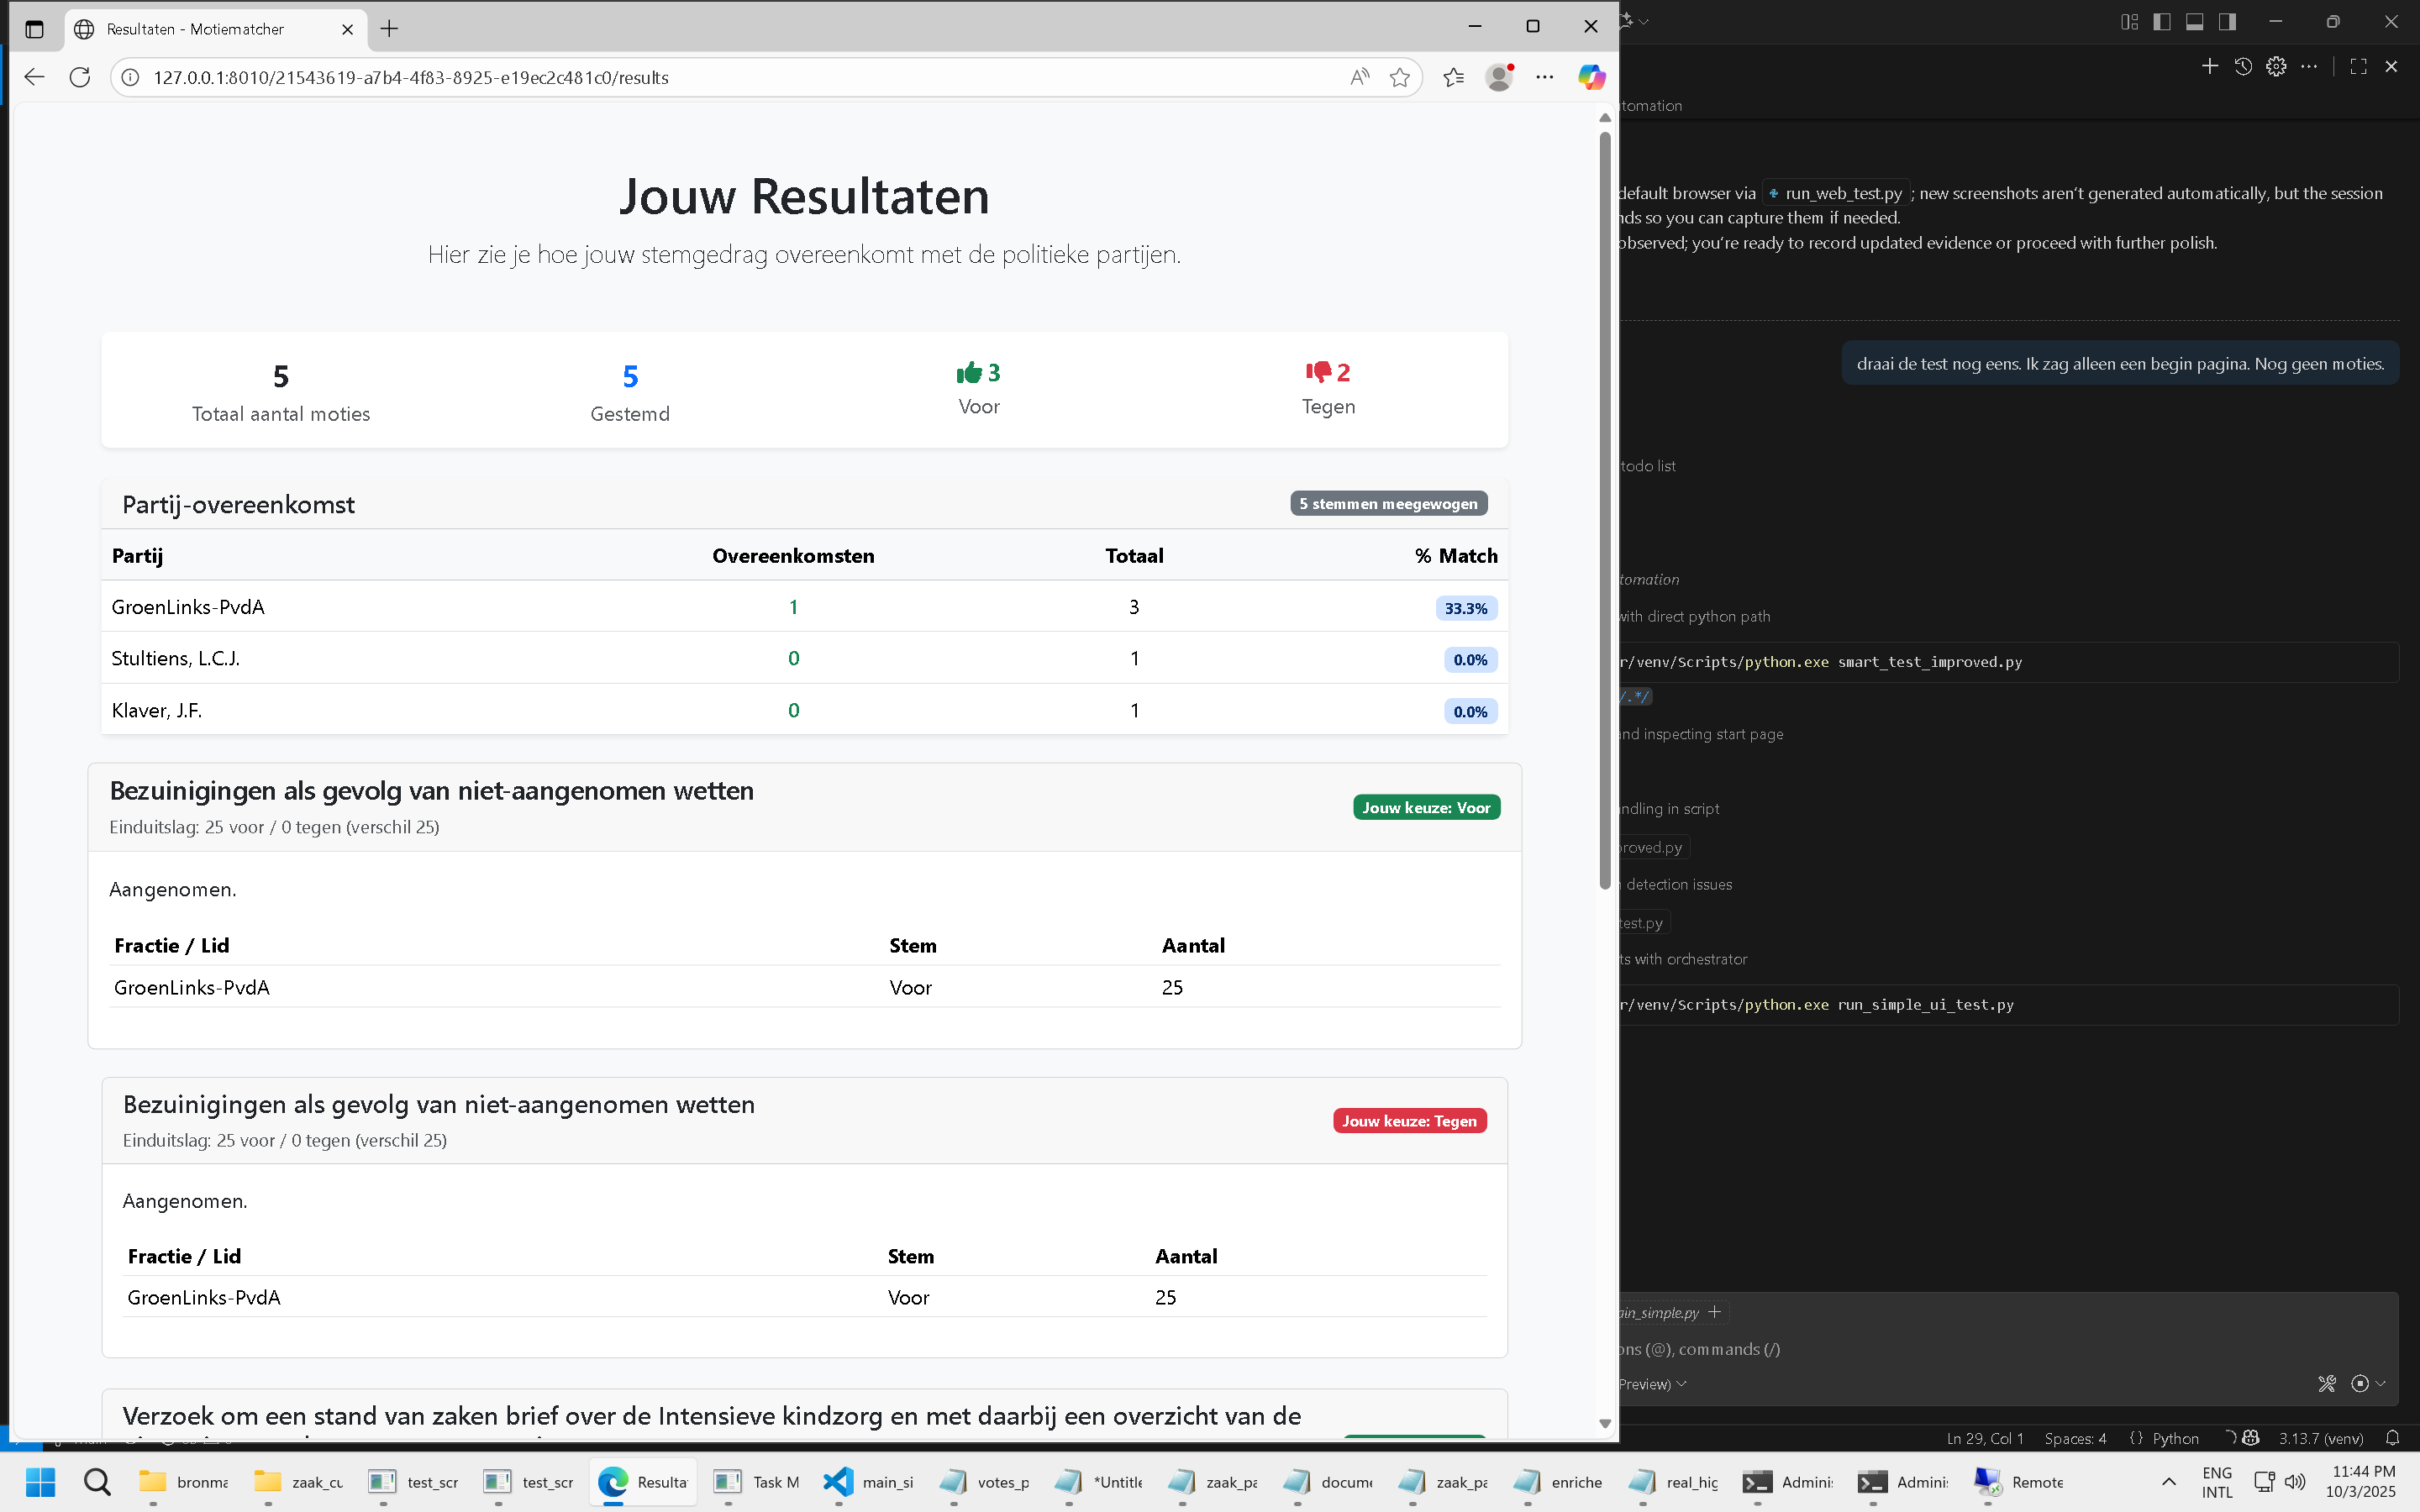 Resultaten - Motiematcher
127.0.0.1:8010/21543619-a7b4-4f83-8925-e19ec2c481c0/results
Jouw Resultaten
Hier zie je hoe jouw stemgedrag overeenkomt met de politieke partijen.
5
Totaal aantal moties
5
Gestemd
3
Voor
2
Tegen
Partij-overeenkomst
5 stemmen meegewogen
Partij Overeenkomsten Totaal % Match
GroenLinks-PvdA 1 3 33.3%
Stultiens, L.C.J. 0 1 0.0%
Klaver, J.F. 0 1 0.0%
Bezuinigingen als gevolg van niet-aangenomen wetten
Jouw keuze: Voor
Einduitslag: 25 voor / 0 tegen (verschil 25)
Aangenomen.
Fractie / Lid Stem Aantal
GroenLinks-PvdA Voor 25
Bezuinigingen als gevolg van niet-aangenomen wetten
Jouw keuze: Tegen
Einduitslag: 25 voor / 0 tegen (verschil 25)
Aangenomen.
Fractie / Lid Stem Aantal
GroenLinks-PvdA Voor 25
Verzoek om een stand van zaken brief over de Intensieve kindzorg en met daarbij een overzicht van de
tomation
default browser via run_web_test.py; new screenshots aren't generated automatically, but the session
nds so you can capture them if needed.
observed; you're ready to record updated evidence or proceed with further polish.
draai de test nog eens. Ik zag alleen een begin pagina. Nog geen moties.
todo list
tomation
with direct python path
r/venv/Scripts/python.exe smart_test_improved.py
/.*/
and inspecting start page
andling in script
proved.py
detection issues
test.py
ts with orchestrator
r/venv/Scripts/python.exe run_simple_ui_test.py
ain_simple.py
ons (@), commands (/)
Preview)
Ln 29, Col 1 Spaces: 4 {} Python 3.13.7 (venv)
bronma zaak_cu test_scr test_scr Resulta Task M main_si votes_p *Untitle zaak_pa docume zaak_pa enriche real_hig Adminis Adminis Remote
ENG
INTL
11:44 PM
10/3/2025